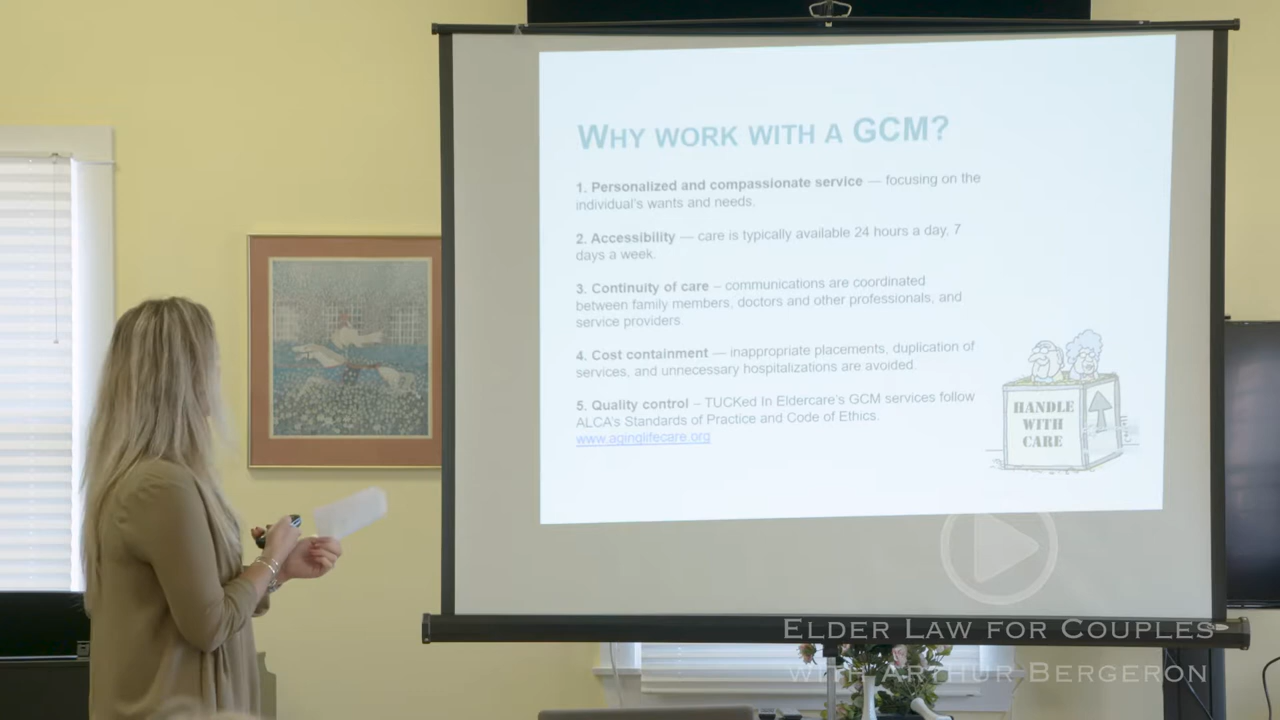 WHY WORK WITH A GCM?
1. Personalized and compassionate service — focusing on the
individual's wants and needs.
2. Accessibility — care is typically available 24 hours a day, 7
days a week.
3. Continuity of care – communications are coordinated
between family members, doctors and other professionals, and
service providers.
4. Cost containment — inappropriate placements, duplication of
services, and unnecessary hospitalizations are avoided.
5. Quality control – TUCKed In Eldercare's GCM services follow
ALCA's Standards of Practice and Code of Ethics.
www.aginglifecare.org
HANDLE
WITH
CARE
ELDER LAW FOR COUPLES
WITH ARTHUR BERGERON